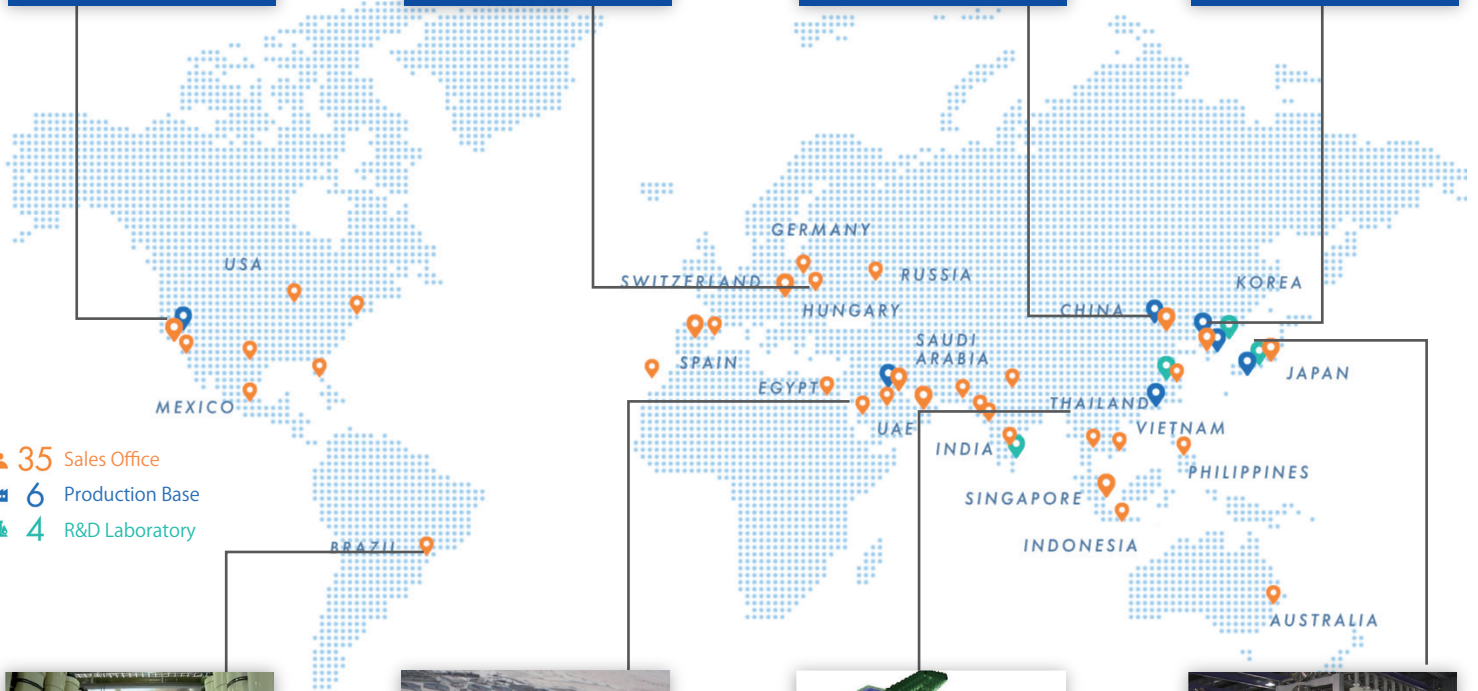 GERMANY
USA
SWITZERLAND
RUSSIA
KOREA
HUNGARY
CHINA
SAUDI
ARABIA
SPAIN
JAPAN
EGYPT
MEXICO
THAILAND
UAE
VIETNAM
INDIA
35 Sales Office
PHILIPPINES
6 Production Base
SINGAPORE
4 R&D Laboratory
BRAZIL
INDONESIA
AUSTRALIA